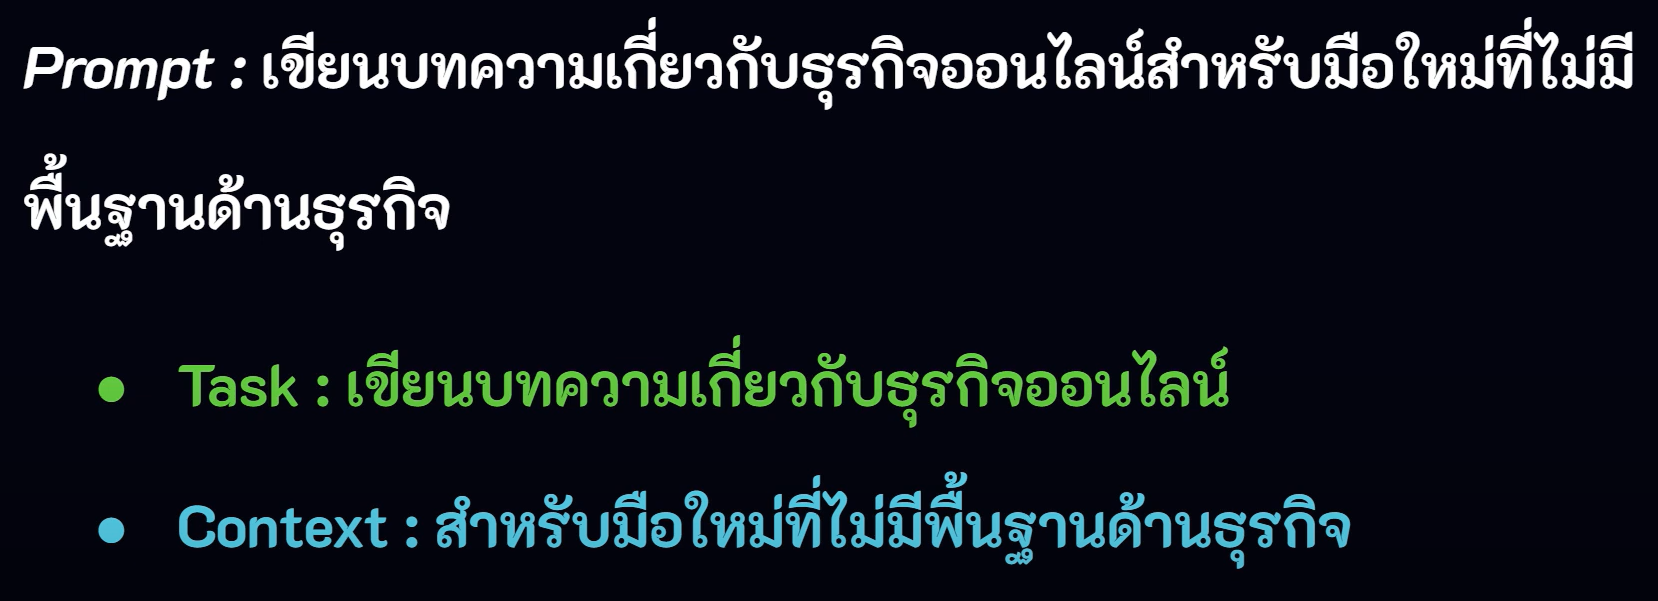 Prompt : เขียนบทความเกี่ยวกับธุรกิจออนไลน์สำหรับมือใหม่ที่ไม่มี
พื้นฐานด้านธุรกิจ
● Task : เขียนบทความเกี่ยวกับธุรกิจออนไลน์
● Context : สำหรับมือใหม่ที่ไม่มีพื้นฐานด้านธุรกิจ